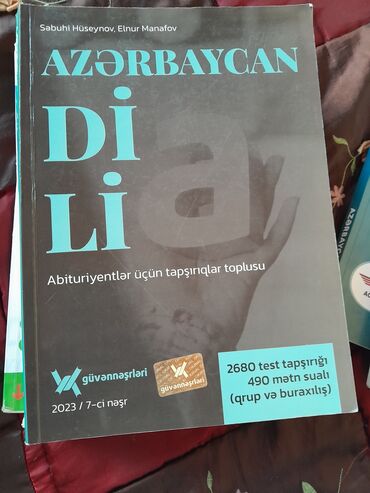 Səbuhi Hüseynov, Elnur Manafov
AZƏRBAYCAN
Dİ
Lİ
a
Abituriyentlər üçün tapşırıqlar toplusu
güvənnəşrləri
güvənnəşrləri
2023 / 7-ci nəşr
2680 test tapşırığı
490 mətn sualı
(qrup və buraxılış)